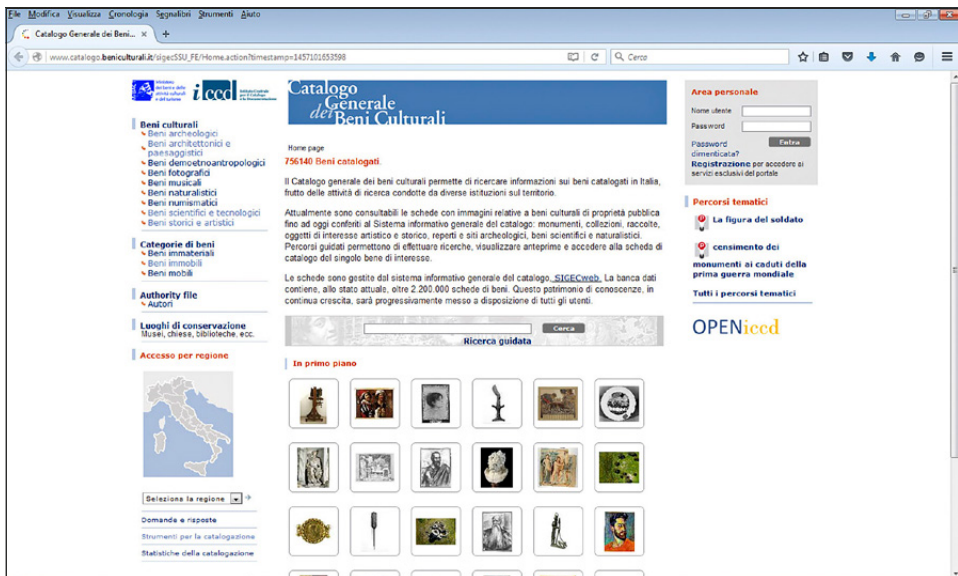 File Modifica Visualizza Cronologia Segnalibri Strumenti Aiuto
Catalogo Generale dei Beni... × +
www.catalogo.beniculturali.it/sigecSSU_FE/Home.action?timestamp=1457101653598
Cerca
iccd
Beni culturali
Beni archeologici
Beni architettonici e
paesaggistici
Beni demoetnoantropologici
Beni fotografici
Beni musicali
Beni naturalistici
Beni numismatici
Beni scientifici e tecnologici
Beni storici e artistici
Categorie di beni
Beni immateriali
Beni immobili
Beni mobili
Authority file
Autori
Luoghi di conservazione
Musei, chiese, biblioteche, ecc.
Accesso per regione
Seleziona la regione
Domande e risposte
Strumenti per la catalogazione
Statistiche della catalogazione
Catalogo
Generale
dei Beni Culturali
Home page
756140 Beni catalogati.
Il Catalogo generale dei beni culturali permette di ricercare informazioni sui beni catalogati in Italia,
frutto delle attività di ricerca condotte da diverse istituzioni sul territorio.
Attualmente sono consultabili le schede con immagini relative a beni culturali di proprietà pubblica
fino ad oggi conferiti al Sistema informativo generale del catalogo: monumenti, collezioni, raccolte,
oggetti di interesse artistico e storico, reperti e siti archeologici, beni scientifici e naturalistici.
Percorsi guidati permettono di effettuare ricerche, visualizzare anteprime e accedere alla scheda di
catalogo del singolo bene di interesse.
Le schede sono gestite dal sistema informativo generale del catalogo, SIGECweb. La banca dati
contiene, allo stato attuale, oltre 2.200.000 schede di beni. Questo patrimonio di conoscenze, in
continua crescita, sarà progressivamente messo a disposizione di tutti gli utenti.
Cerca
Ricerca guidata
In primo piano
Area personale
Nome utente
Password
Password
dimenticata?
Entra
Registrazione per accedere ai
servizi esclusivi del portale
Percorsi tematici
La figura del soldato
censimento dei
monumenti ai caduti della
prima guerra mondiale
Tutti i percorsi tematici
OPENiccd